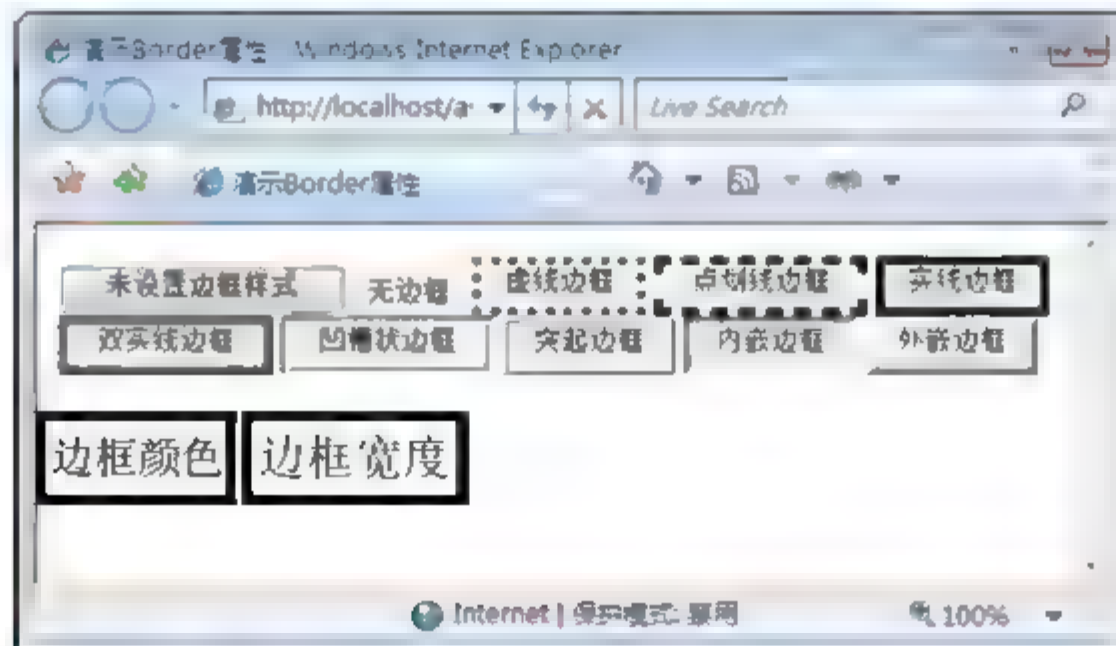 演示Border属性 - Windows Internet Explorer
http://localhost/a
Live Search
演示Border属性
未设置边框样式 无边框 虚线边框 点划线边框 实线边框
双实线边框 凹槽状边框 突起边框 内嵌边框 外嵌边框
边框颜色 边框宽度
Internet | 保护模式: 禁用 100%